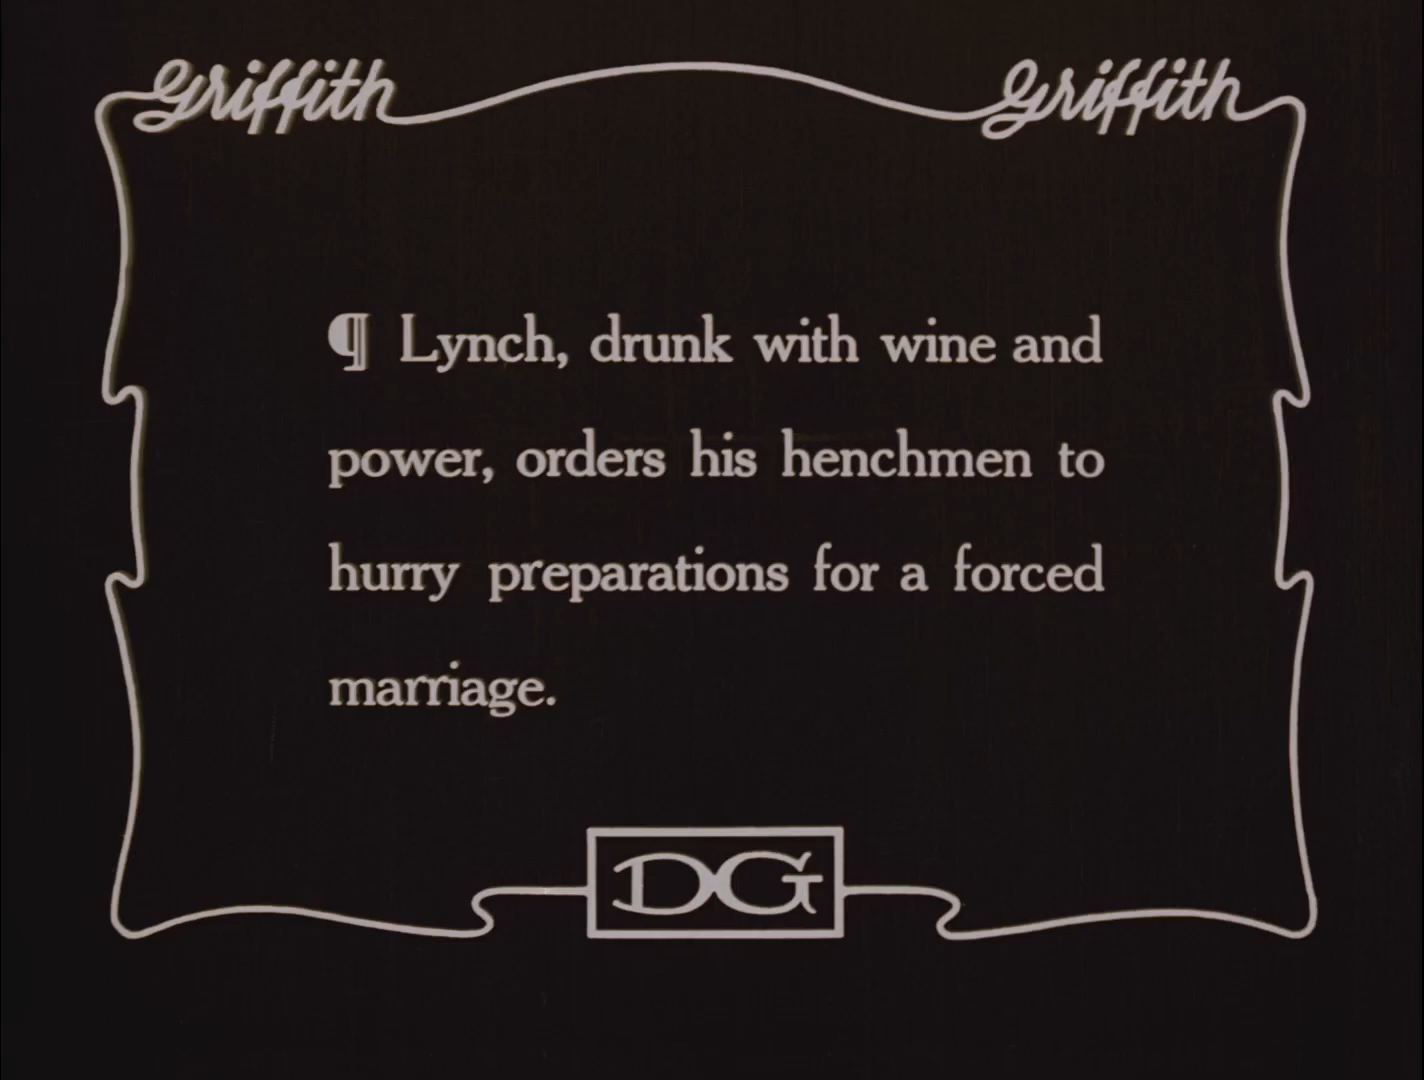 Griffith Griffith
¶ Lynch, drunk with wine and
power, orders his henchmen to
hurry preparations for a forced
marriage.
DG